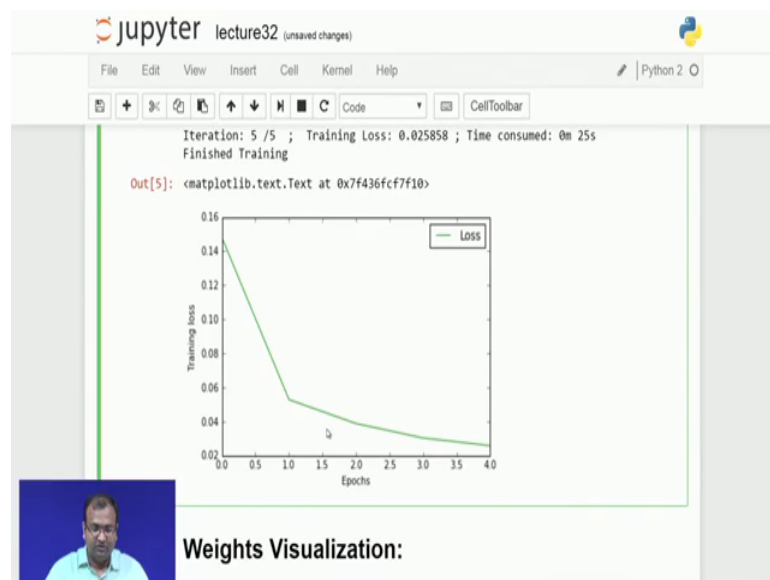 jupyter lecture32 (unsaved changes)
File Edit View Insert Cell Kernel Help Python 2
Code CellToolbar
Iteration: 5 /5 ; Training Loss: 0.025858 ; Time consumed: 0m 25s
Finished Training
Out[5]: <matplotlib.text.Text at 0x7f436fcf7f10>
0.16
Loss
0.14
0.12
0.10
Training loss
0.08
0.06
0.04
0.02
0.0 0.5 1.0 1.5 2.0 2.5 3.0 3.5 4.0
Epochs
Weights Visualization: